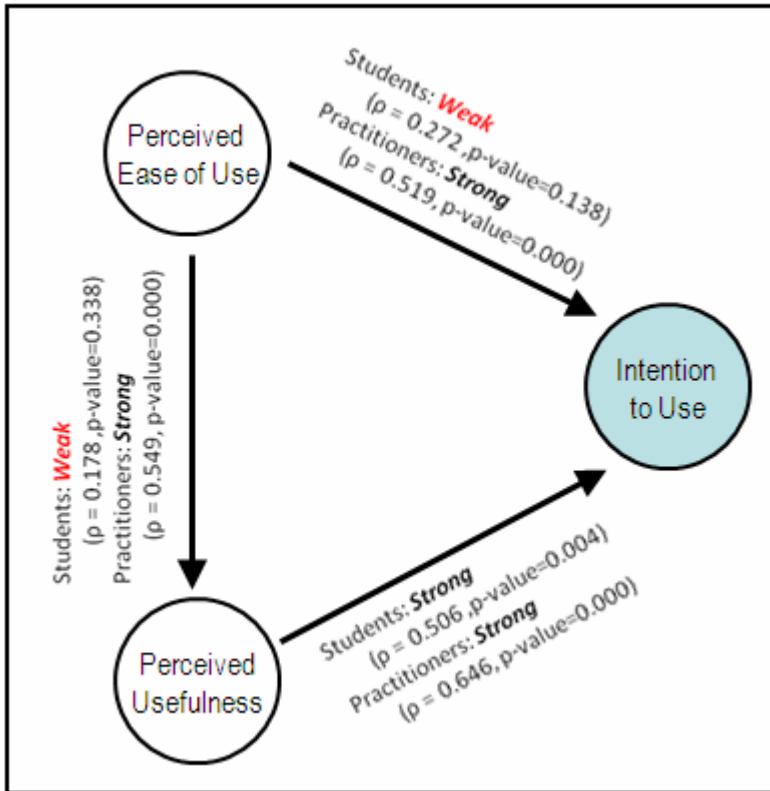 Perceived
Ease of Use
Students: Weak
(ρ = 0.272 ,p-value=0.138)
Practitioners: Strong
(ρ = 0.519, p-value=0.000)
Students: Weak
(ρ = 0.178 ,p-value=0.338)
Practitioners: Strong
(ρ = 0.549, p-value=0.000)
Intention
to Use
Perceived
Usefulness
Students: Strong
(ρ = 0.506 ,p-value=0.004)
Practitioners: Strong
(ρ = 0.646, p-value=0.000)